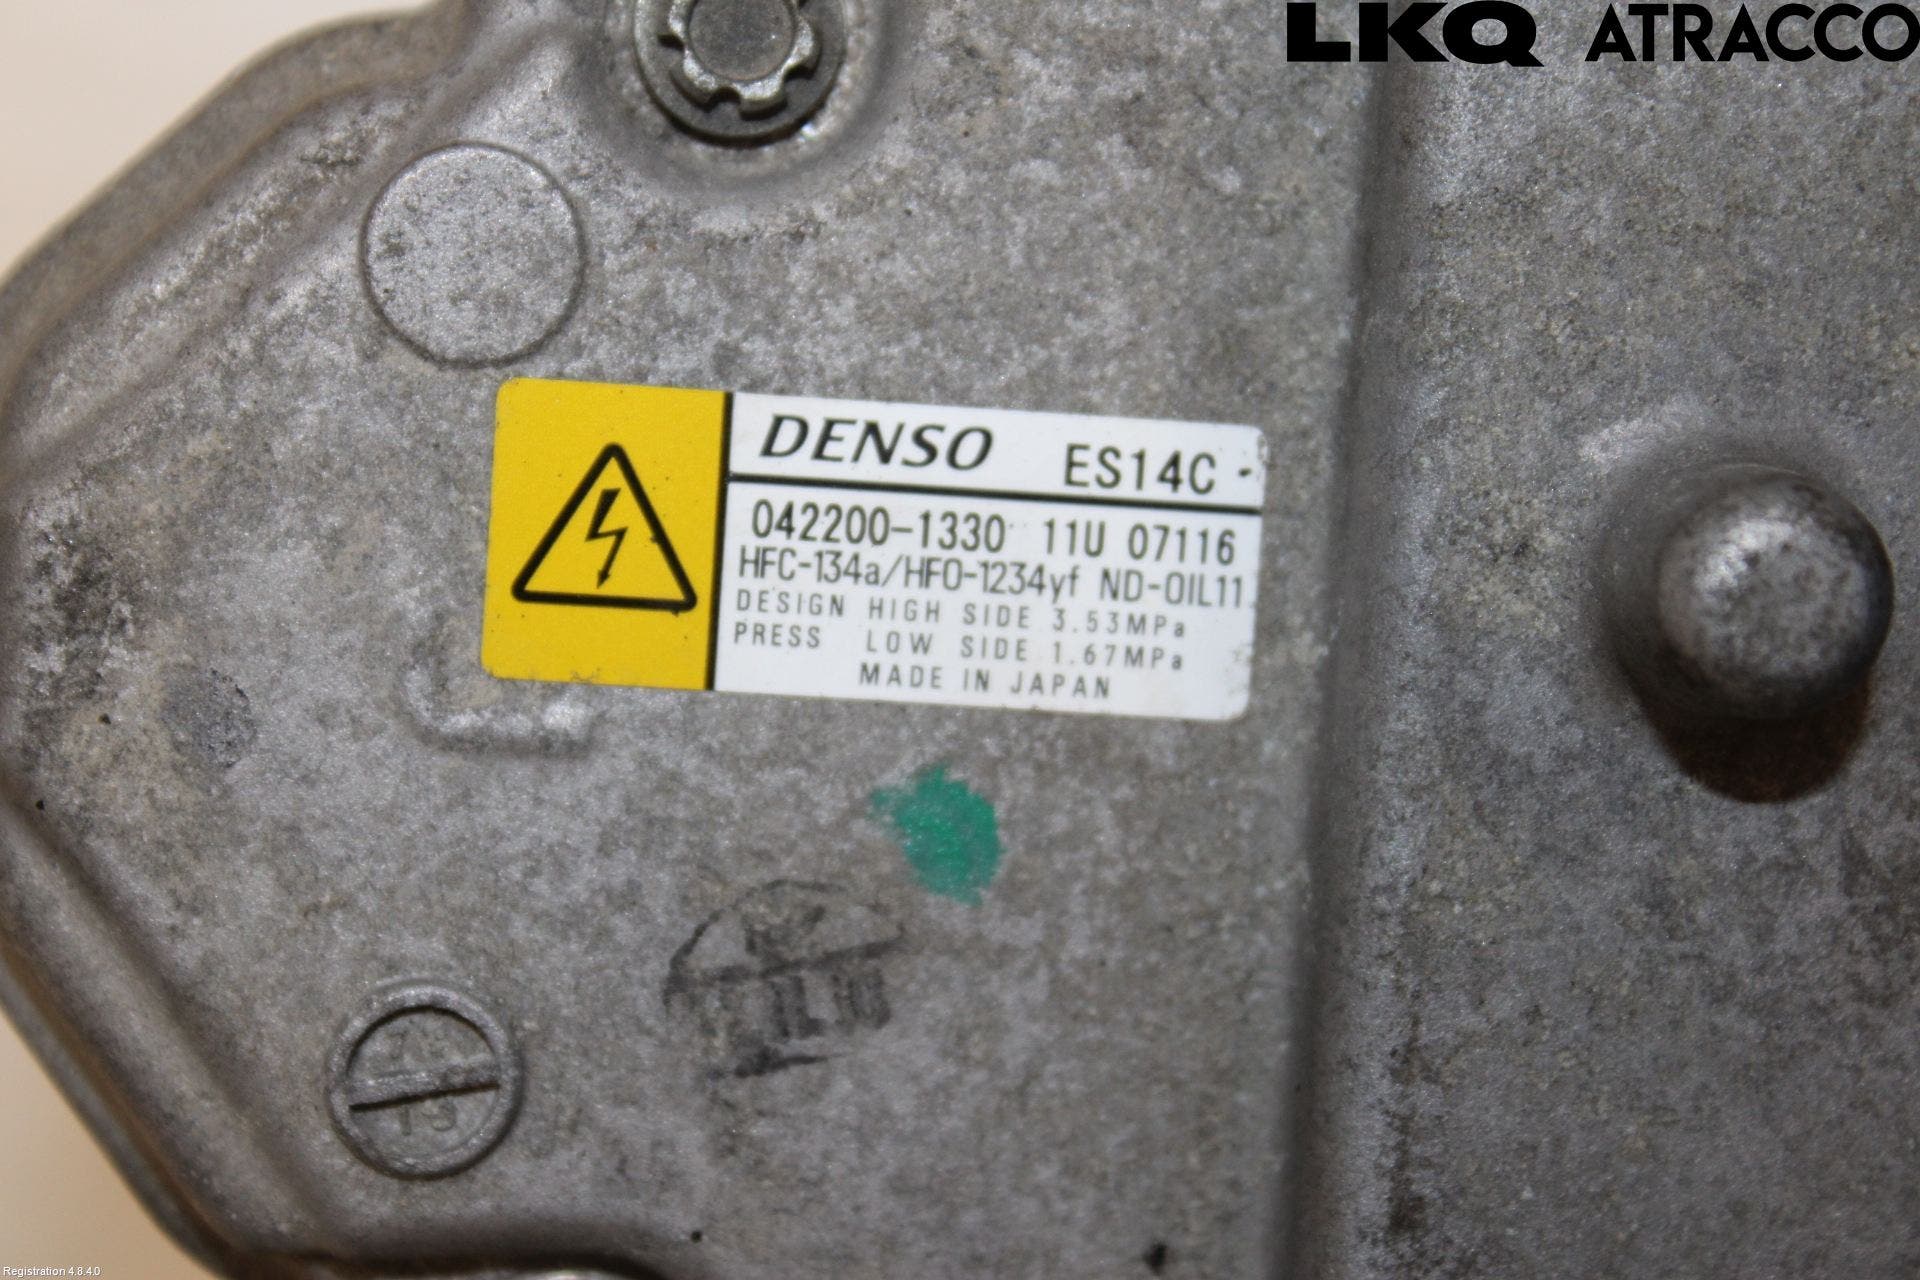 LKQ ATRACCO
DENSO ES14C
042200-1330 11U 07116
HFC-134a/HFO-1234yf ND-OIL11
DESIGN HIGH SIDE 3.53MPa
PRESS LOW SIDE 1.67MPa
MADE IN JAPAN
Registration 4.8.4.0